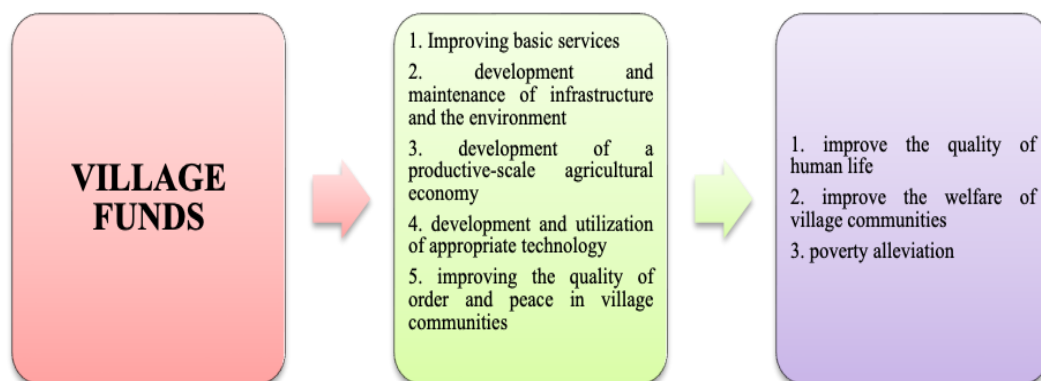 VILLAGE
FUNDS
1. Improving basic services
2. development and
maintenance of infrastructure
and the environment
3. development of a
productive-scale agricultural
economy
4. development and utilization
of appropriate technology
5. improving the quality of
order and peace in village
communities
1. improve the quality of
human life
2. improve the welfare of
village communities
3. poverty alleviation